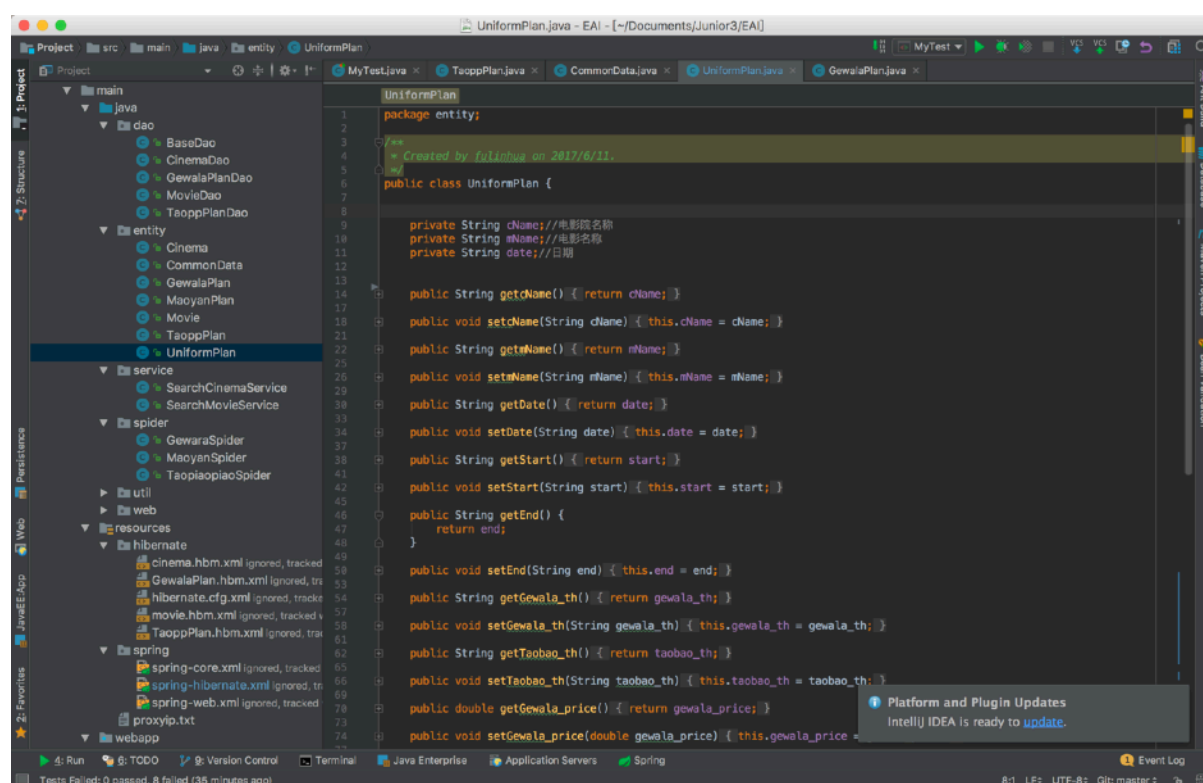 UniformPlan.java - EAI - [~/Documents/Junior3/EAI]
Project src main java entity UniformPlan
MyTest
VCS VCS
Project
MyTest.java TaoppPlan.java CommonData.java UniformPlan.java GewalaPlan.java
1: Project
Z: Structure
Persistence
Web
JavaEE:App
2: Favorites
main
java
dao
BaseDao
CinemaDao
GewalaPlanDao
MovieDao
TaoppPlanDao
entity
Cinema
CommonData
GewalaPlan
MaoyanPlan
Movie
TaoppPlan
UniformPlan
service
SearchCinemaService
SearchMovieService
spider
GewaraSpider
MaoyanSpider
TaopiaopiaoSpider
util
web
resources
hibernate
cinema.hbm.xml ignored, tracked
GewalaPlan.hbm.xml ignored, tra
hibernate.cfg.xml ignored, tracke
movie.hbm.xml ignored, tracked
TaoppPlan.hbm.xml ignored, trac
spring
spring-core.xml ignored, tracked
spring-hibernate.xml ignored, tr
spring-web.xml ignored, tracked
proxyip.txt
webapp
UniformPlan
1 package entity;
2
3 /**
4 * Created by fulinhua on 2017/6/11.
5 */
6 public class UniformPlan {
7
8
9 private String cName;//电影院名称
10 private String mName;//电影名称
11 private String date;//日期
12
13
14 public String getcName() { return cName; }
17
18 public void setcName(String cName) { this.cName = cName; }
21
22 public String getmName() { return mName; }
25
26 public void setmName(String mName) { this.mName = mName; }
29
30 public String getDate() { return date; }
33
34 public void setDate(String date) { this.date = date; }
37
38 public String getStart() { return start; }
41
42 public void setStart(String start) { this.start = start; }
45
46 public String getEnd() {
47 return end;
48 }
49
50 public void setEnd(String end) { this.end = end; }
53
54 public String getGewala_th() { return gewala_th; }
57
58 public void setGewala_th(String gewala_th) { this.gewala_th = gewala_th; }
61
62 public String getTaobao_th() { return taobao_th; }
65
66 public void setTaobao_th(String taobao_th) { this.taobao_th = taobao_th; }
69
70 public double getGewala_price() { return gewala_price; }
73
74 public void setGewala_price(double gewala_price) { this.gewala_price =
Platform and Plugin Updates
IntelliJ IDEA is ready to update.
4: Run 6: TODO 9: Version Control Terminal Java Enterprise Application Servers Spring 1 Event Log
Tests Failed: 0 passed, 8 failed (35 minutes ago) 8:1 LF UTF-8 Git: master